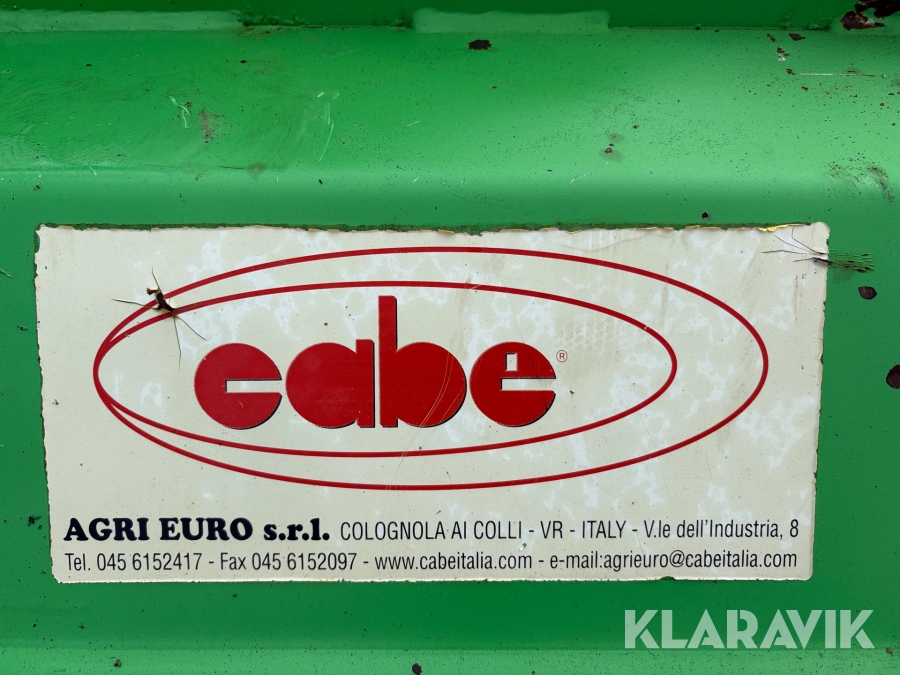 cabe ®
AGRI EURO s.r.l. COLOGNOLA AI COLLI - VR - ITALY - V.le dell'Industria, 8
Tel. 045 6152417 - Fax 045 6152097 - www.cabeitalia.com - e-mail:agrieuro@cabeitalia.com
KLARAVIK